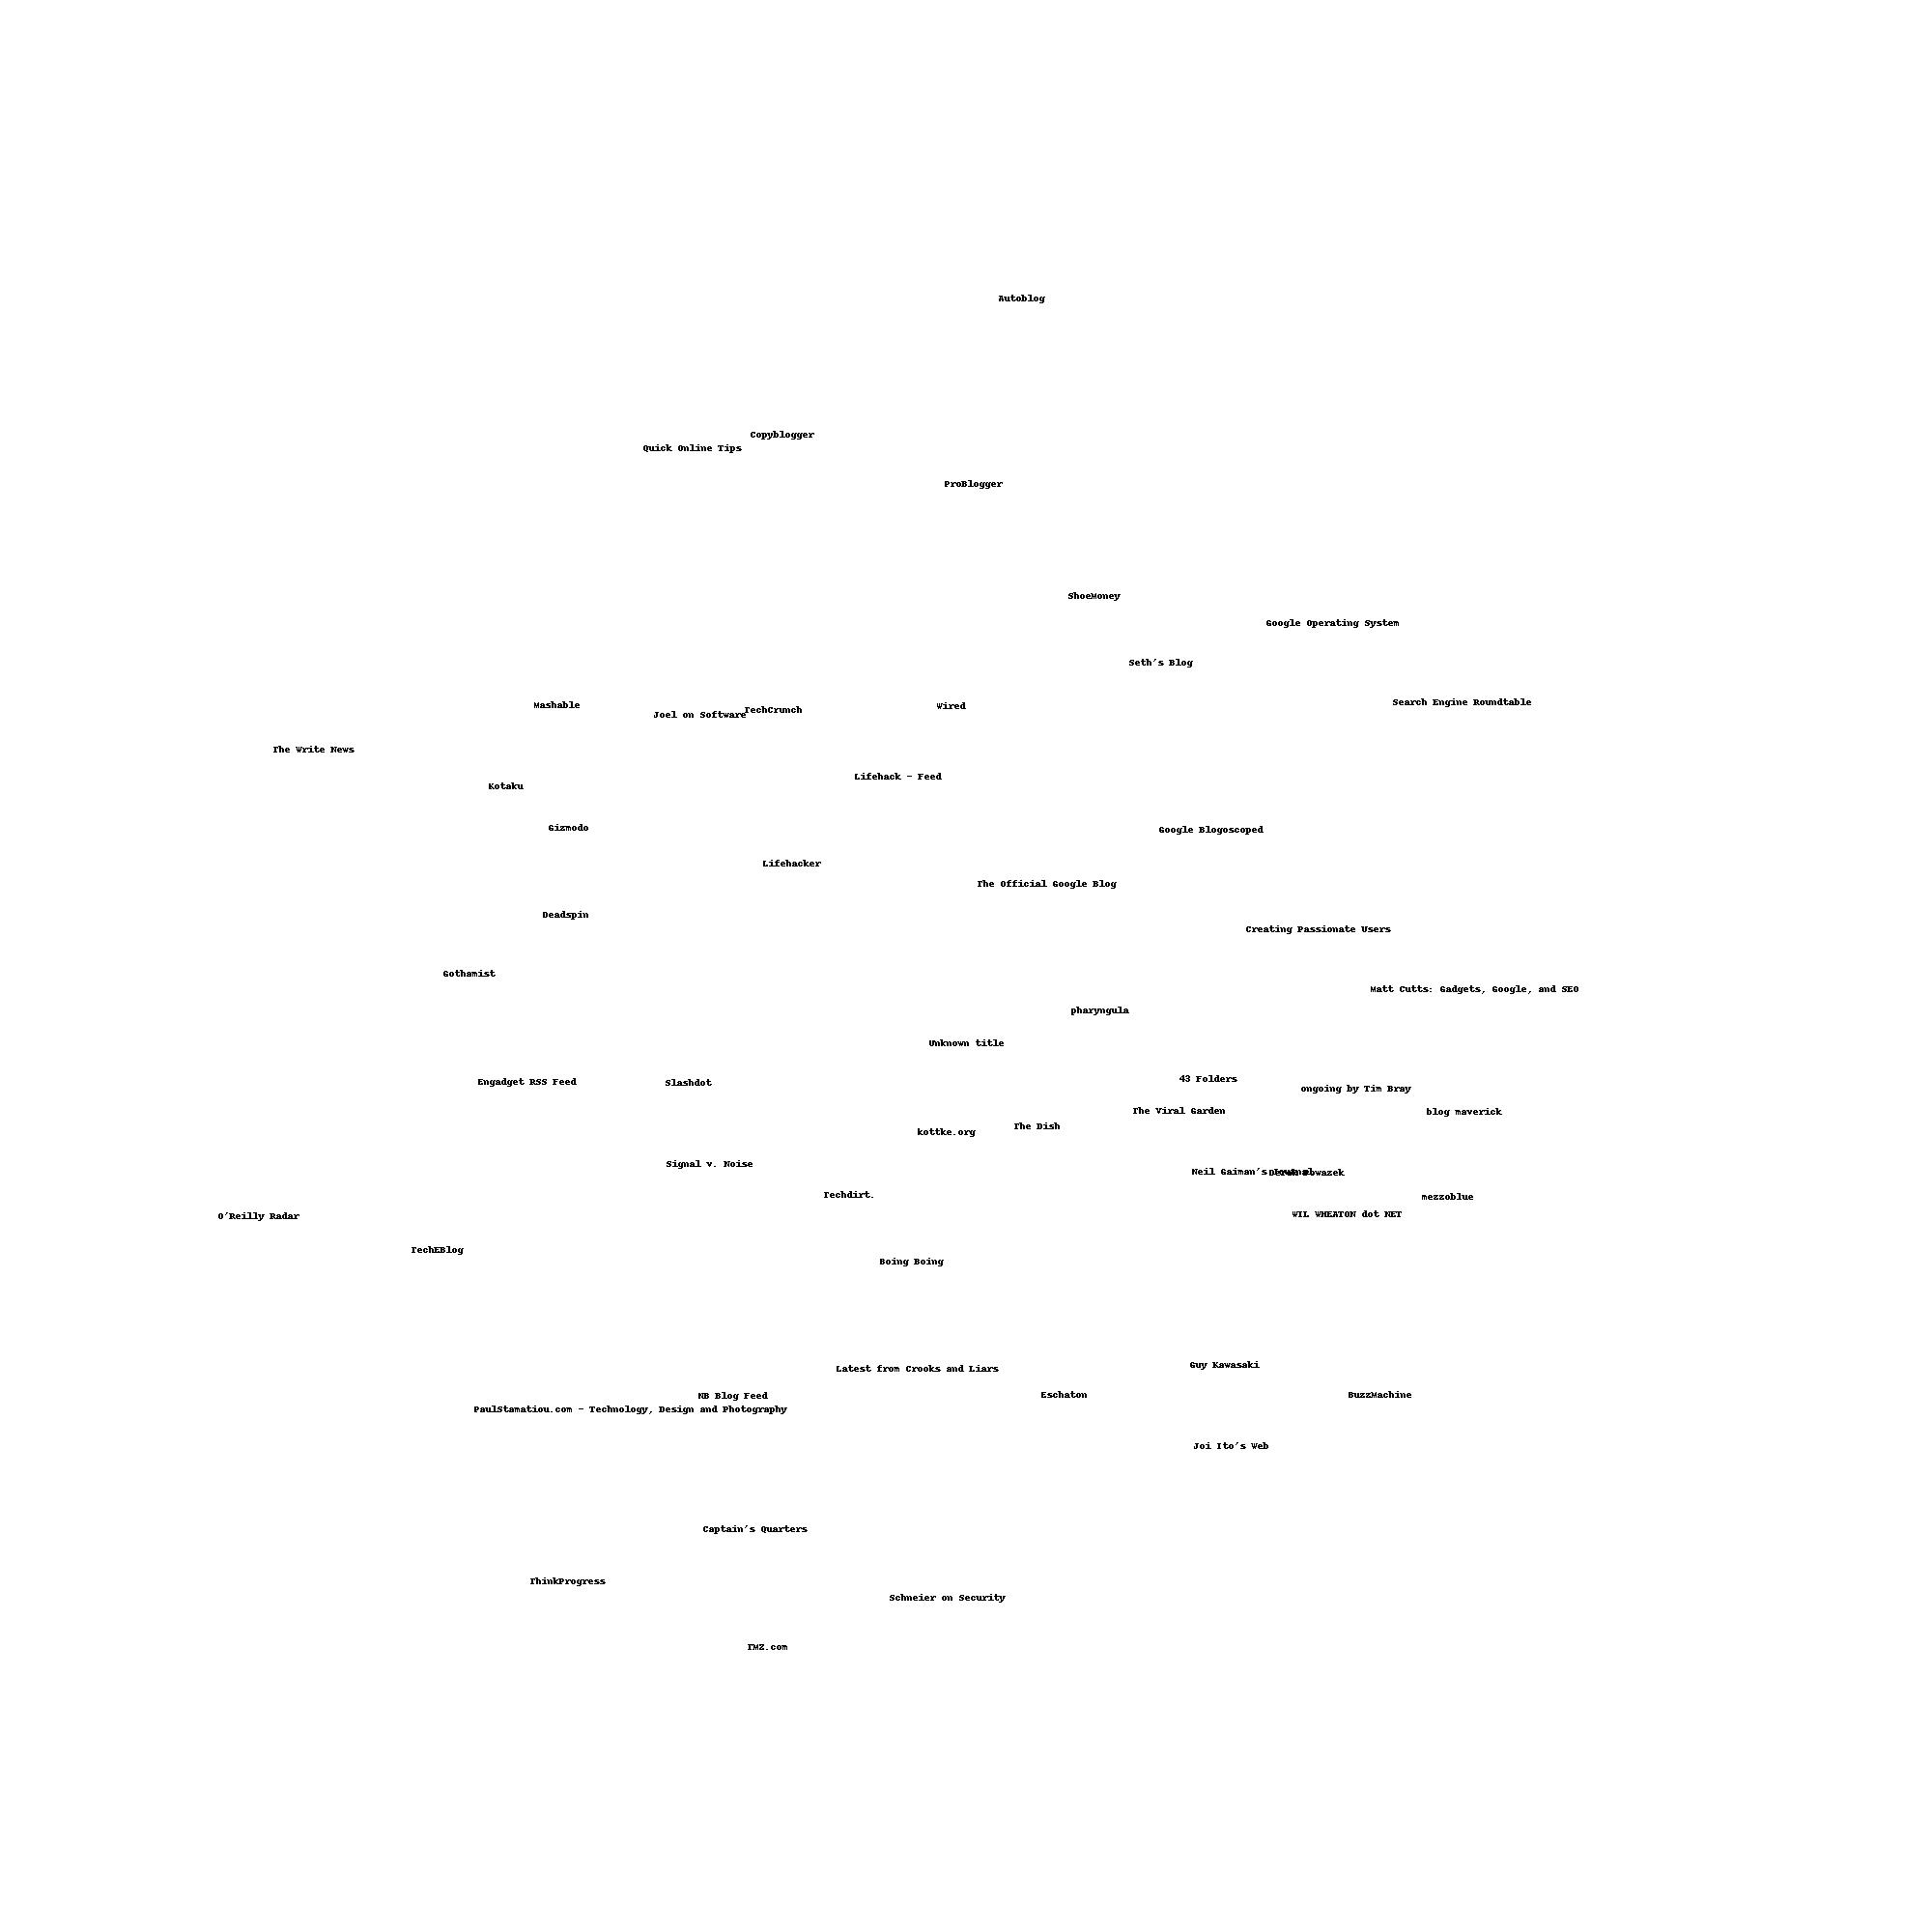 Autoblog
Copyblogger
Quick Online Tips
ProBlogger
ShoeMoney
Google Operating System
Seth's Blog
Search Engine Roundtable
Mashable
Wired
TechCrunch
Joel on Software
The Write News
Lifehack - Feed
Kotaku
Gizmodo
Google Blogoscoped
Lifehacker
The Official Google Blog
Deadspin
Creating Passionate Users
Gothamist
Matt Cutts: Gadgets, Google, and SEO
pharyngula
Unknown title
43 Folders
Engadget RSS Feed
Slashdot
ongoing by Tim Bray
The Viral Garden
blog maverick
The Dish
kottke.org
Signal v. Noise
Neil Gaiman's Journal
Derek Powazek
Techdirt.
mezzoblue
WIL WHEATON dot NET
O'Reilly Radar
TechEBlog
Boing Boing
Guy Kawasaki
Latest from Crooks and Liars
Eschaton
BuzzMachine
NB Blog Feed
PaulStamatiou.com - Technology, Design and Photography
Joi Ito's Web
Captain's Quarters
ThinkProgress
Schneier on Security
TMZ.com